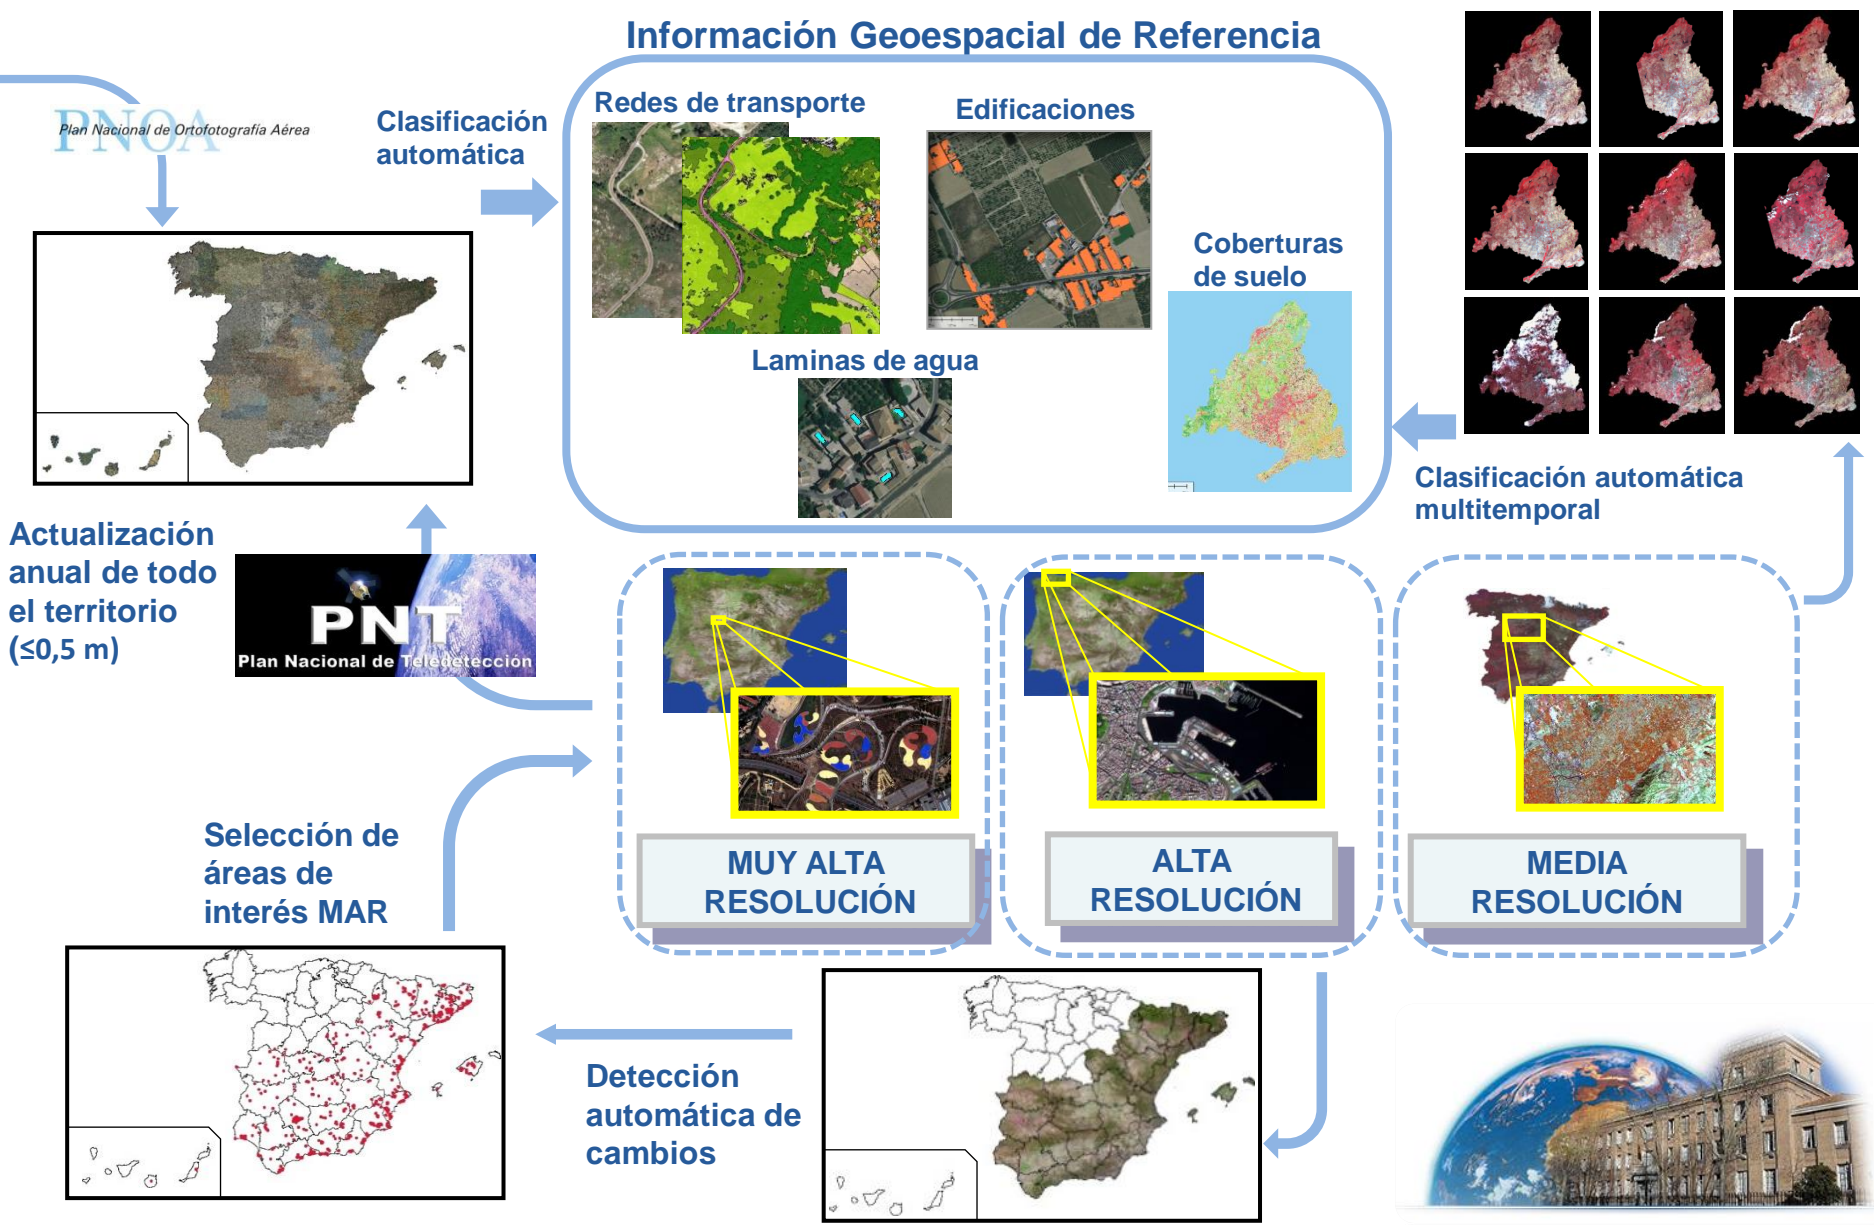 Información Geoespacial de Referencia
PNOA
Plan Nacional de Ortofotografía Aérea
Clasificación
automática
Redes de transporte
Edificaciones
Coberturas
de suelo
Laminas de agua
Clasificación automática
multitemporal
Actualización
anual de todo
el territorio
(≤0,5 m)
PNT
Plan Nacional de Teledetección
MUY ALTA
RESOLUCIÓN
ALTA
RESOLUCIÓN
MEDIA
RESOLUCIÓN
Selección de
áreas de
interés MAR
Detección
automática de
cambios